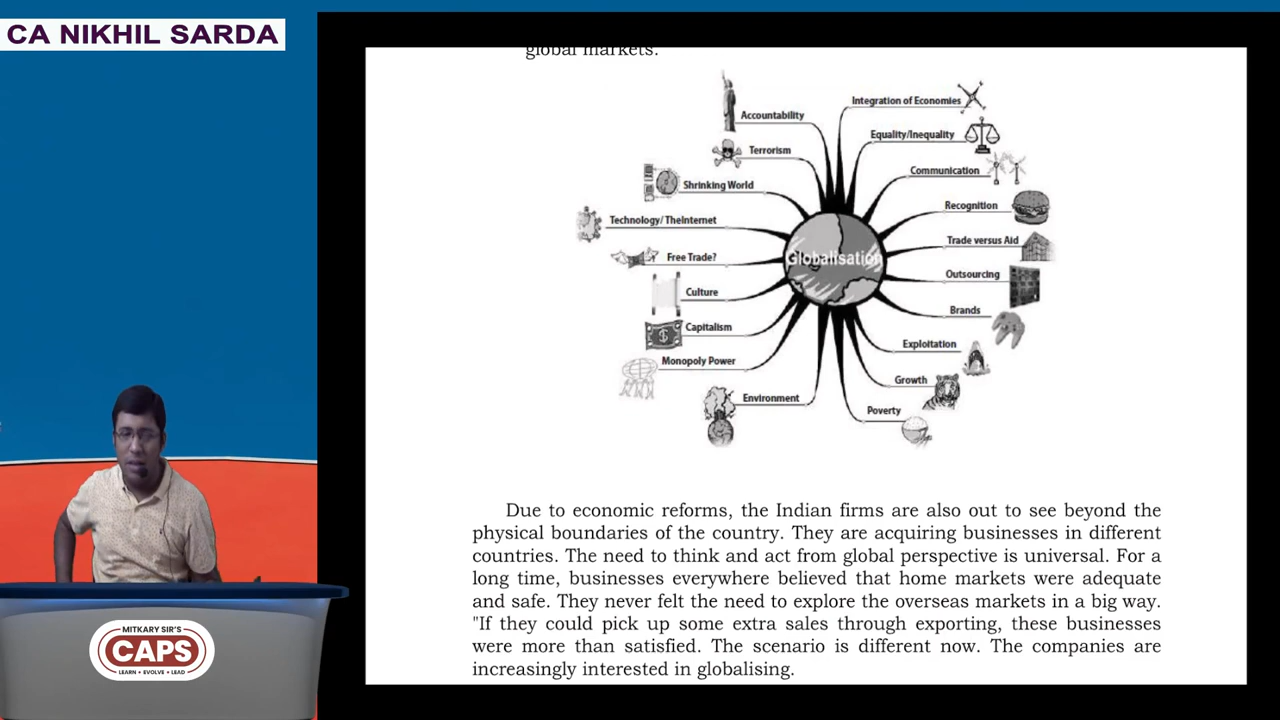 CA NIKHIL SARDA
global markets.
Accountability
Integration of Economies
Terrorism
Equality/Inequality
Shrinking World
Communication
Technology/TheInternet
Recognition
Free Trade?
Trade versus Aid
Globalisation
Culture
Outsourcing
Capitalism
Brands
Monopoly Power
Exploitation
Environment
Growth
Poverty
Due to economic reforms, the Indian firms are also out to see beyond the
physical boundaries of the country. They are acquiring businesses in different
countries. The need to think and act from global perspective is universal. For a
long time, businesses everywhere believed that home markets were adequate
and safe. They never felt the need to explore the overseas markets in a big way.
"If they could pick up some extra sales through exporting, these businesses
were more than satisfied. The scenario is different now. The companies are
increasingly interested in globalising.
MITKARY SIR'S
CAPS
LEARN • EVOLVE • LEAD